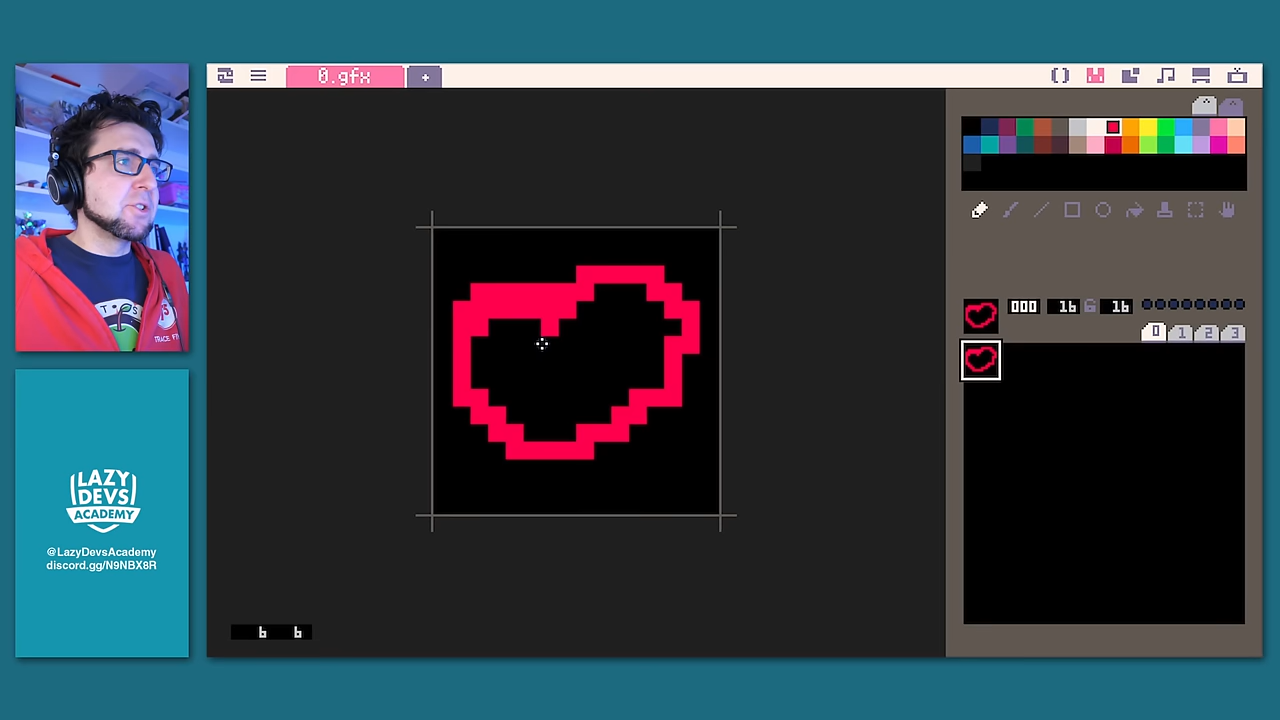 0.gfx
+
000 16 16
0 1 2 3
LAZY
DEVS
ACADEMY
@LazyDevsAcademy
discord.gg/N9NBX8R
6 6